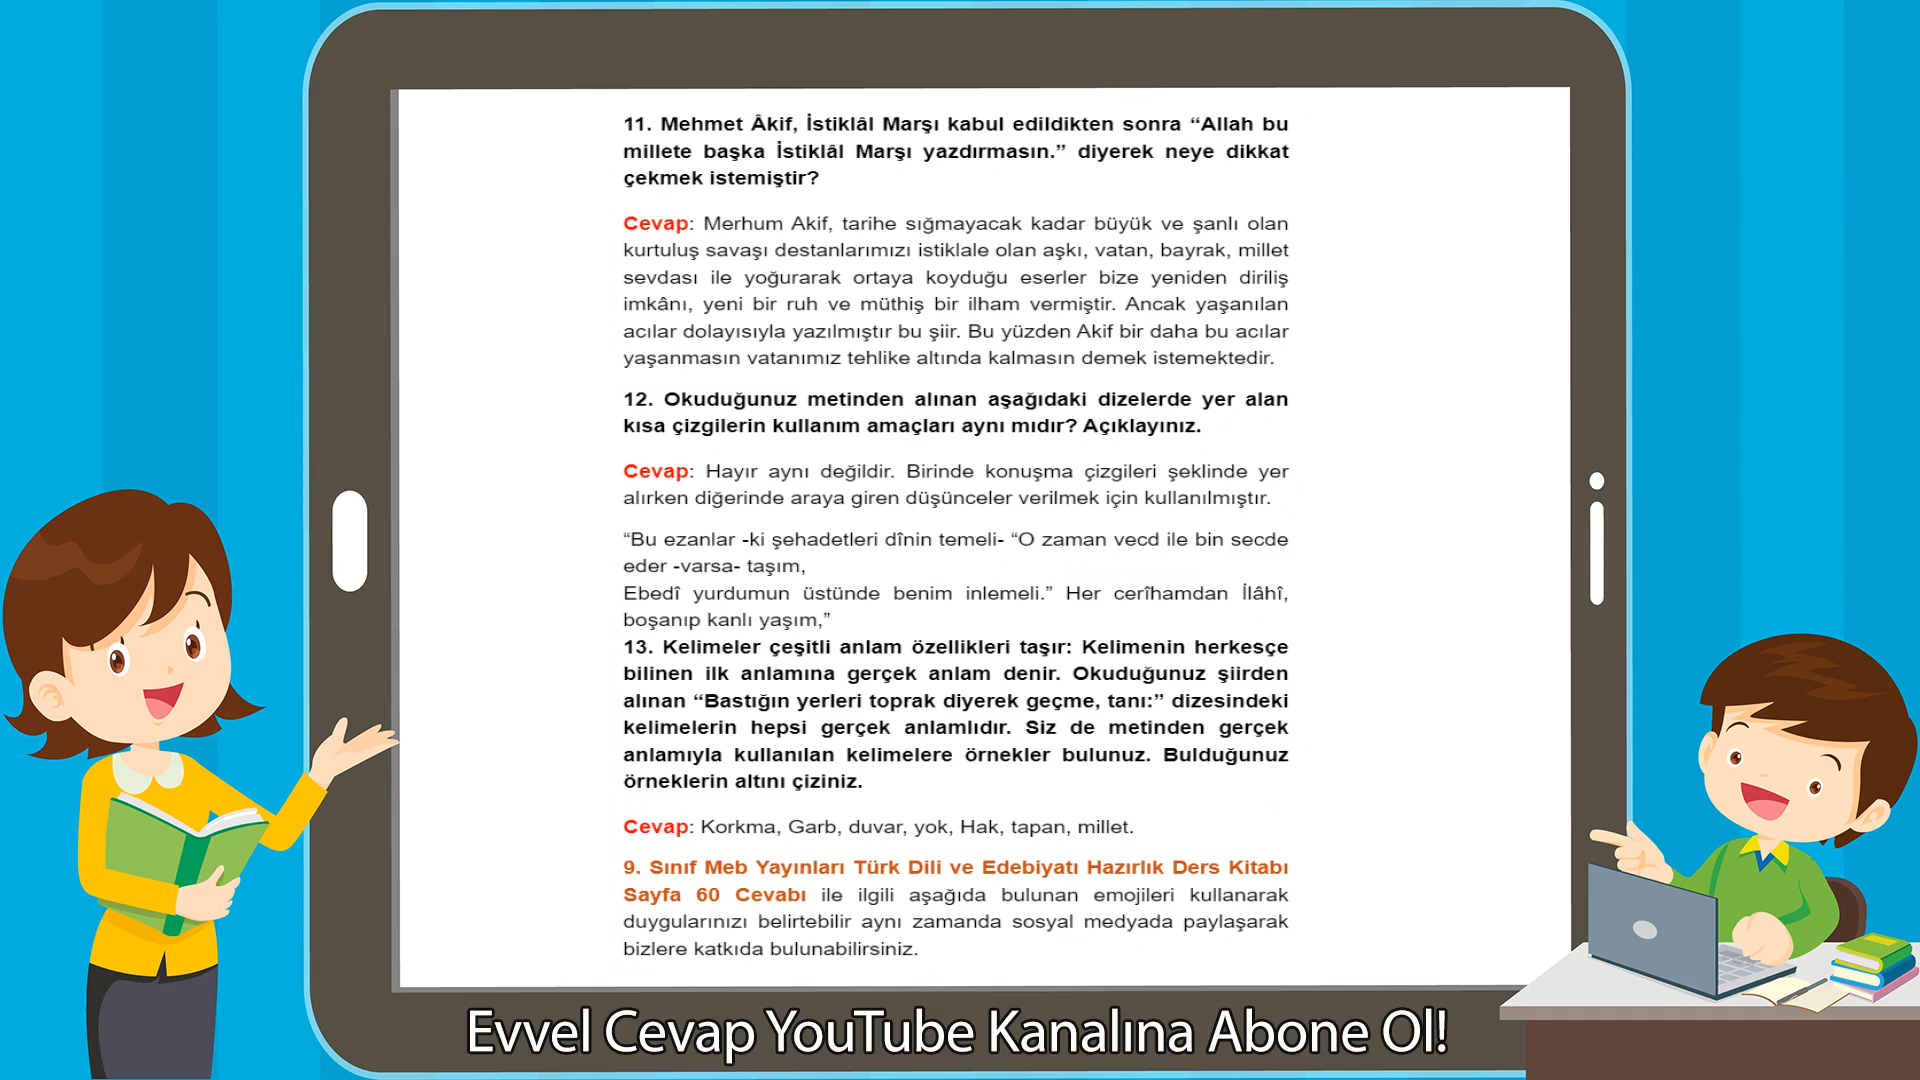 11. Mehmet Âkif, İstiklâl Marşı kabul edildikten sonra “Allah bu
millete başka İstiklâl Marşı yazdırmasın.” diyerek neye dikkat
çekmek istemiştir?
Cevap: Merhum Akif, tarihe sığmayacak kadar büyük ve şanlı olan
kurtuluş savaşı destanlarımızı istiklale olan aşkı, vatan, bayrak, millet
sevdası ile yoğurarak ortaya koyduğu eserler bize yeniden diriliş
imkânı, yeni bir ruh ve müthiş bir ilham vermiştir. Ancak yaşanılan
acılar dolayısıyla yazılmıştır bu şiir. Bu yüzden Akif bir daha bu acılar
yaşanmasın vatanımız tehlike altında kalmasın demek istemektedir.
12. Okuduğunuz metinden alınan aşağıdaki dizelerde yer alan
kısa çizgilerin kullanım amaçları aynı mıdır? Açıklayınız.
Cevap: Hayır aynı değildir. Birinde konuşma çizgileri şeklinde yer
alırken diğerinde araya giren düşünceler verilmek için kullanılmıştır.
“Bu ezanlar -ki şehadetleri dînin temeli- “O zaman vecd ile bin secde
eder -varsa- taşım,
Ebedî yurdumun üstünde benim inlemeli.” Her cerîhamdan İlâhî,
boşanıp kanlı yaşım,”
13. Kelimeler çeşitli anlam özellikleri taşır: Kelimenin herkesçe
bilinen ilk anlamına gerçek anlam denir. Okuduğunuz şiirden
alınan “Bastığın yerleri toprak diyerek geçme, tanı:” dizesindeki
kelimelerin hepsi gerçek anlamlıdır. Siz de metinden gerçek
anlamıyla kullanılan kelimelere örnekler bulunuz. Bulduğunuz
örneklerin altını çiziniz.
Cevap: Korkma, Garb, duvar, yok, Hak, tapan, millet.
9. Sınıf Meb Yayınları Türk Dili ve Edebiyatı Hazırlık Ders Kitabı
Sayfa 60 Cevabı ile ilgili aşağıda bulunan emojileri kullanarak
duygularınızı belirtebilir aynı zamanda sosyal medyada paylaşarak
bizlere katkıda bulunabilirsiniz.
Evvel Cevap YouTube Kanalına Abone Ol!